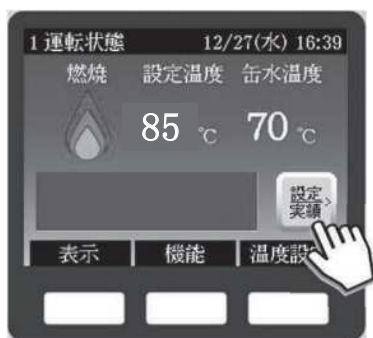 1 運転状態 12/27(水) 16:39
燃焼 設定温度 缶水温度
85 ℃ 70 ℃
設定
実績
表示 機能 温度設